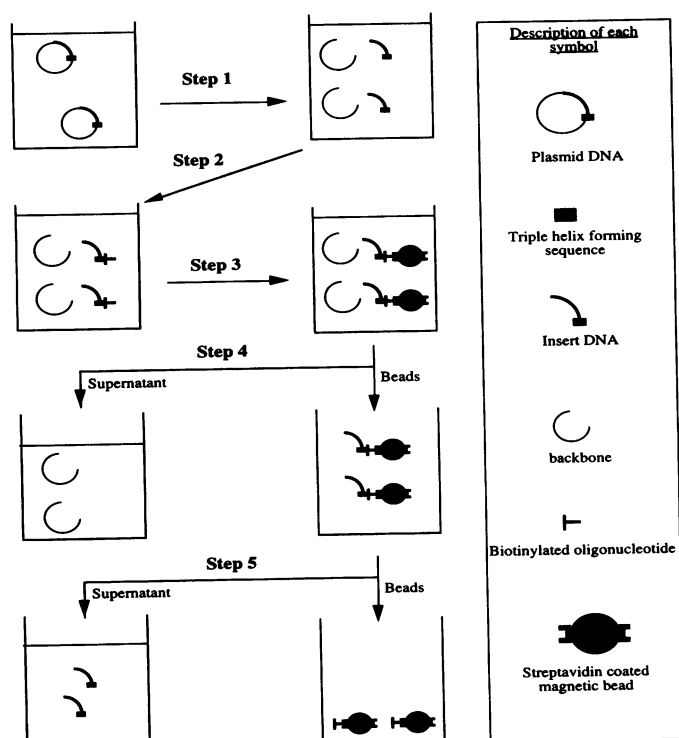 Step 1
Step 2
Step 3
Step 4
Supernatant
Beads
Step 5
Supernatant
Beads
Description of each
symbol
Plasmid DNA
Triple helix forming
sequence
Insert DNA
backbone
Biotinylated oligonucleotide
Streptavidin coated
magnetic bead